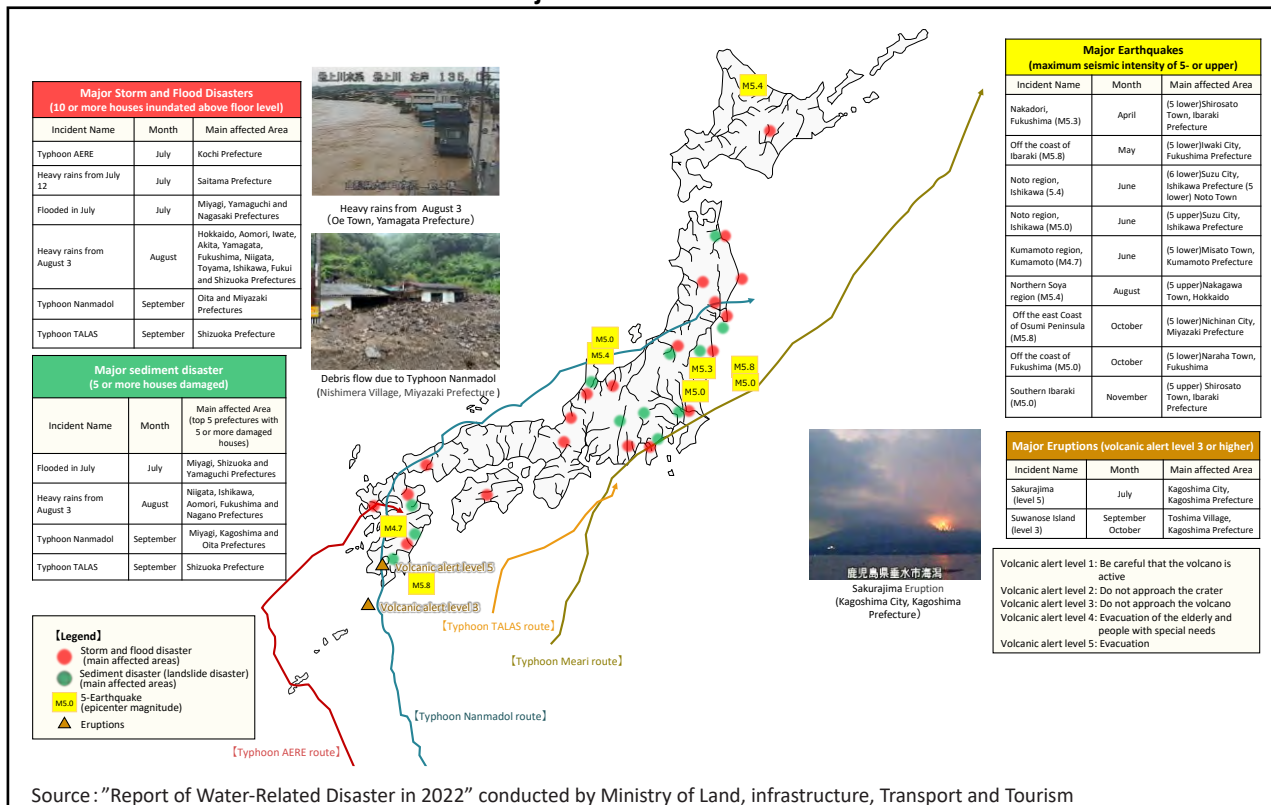 Major Storm and Flood Disasters
(10 or more houses inundated above floor level)
Incident Name Month Main affected Area
Typhoon AERE July Kochi Prefecture
Heavy rains from July
12 July Saitama Prefecture
Flooded in July July Miyagi, Yamaguchi and
Nagasaki Prefectures
Heavy rains from
August 3 August Hokkaido, Aomori, Iwate,
Akita, Yamagata,
Fukushima, Niigata,
Toyama, Ishikawa, Fukui
and Shizuoka Prefectures
Typhoon Nanmadol September Oita and Miyazaki
Prefectures
Typhoon TALAS September Shizuoka Prefecture
Major sediment disaster
(5 or more houses damaged)
Incident Name Month Main affected Area
(top 5 prefectures with
5 or more damaged
houses)
Flooded in July July Miyagi, Shizuoka and
Yamaguchi Prefectures
Heavy rains from
August 3 August Niigata, Ishikawa,
Aomori, Fukushima and
Nagano Prefectures
Typhoon Nanmadol September Miyagi, Kagoshima and
Oita Prefectures
Typhoon TALAS September Shizuoka Prefecture
【Legend】
Storm and flood disaster
(main affected areas)
Sediment disaster (landslide disaster)
(main affected areas)
M5.0 5-Earthquake
(epicenter magnitude)
Eruptions
最上川水系 最上川 左岸
Heavy rains from August 3
(Oe Town, Yamagata Prefecture)
Debris flow due to Typhoon Nanmadol
(Nishimera Village, Miyazaki Prefecture)
M5.4
M5.0
M5.4
M5.3
M5.8
M5.0
M5.0
M4.7
M5.8
Volcanic alert level 5
Volcanic alert level 3
【Typhoon TALAS route】
【Typhoon Meari route】
【Typhoon Nanmadol route】
【Typhoon AERE route】
鹿児島県垂水市海潟
Sakurajima Eruption
(Kagoshima City, Kagoshima
Prefecture)
Major Earthquakes
(maximum seismic intensity of 5- or upper)
Incident Name Month Main affected Area
Nakadori,
Fukushima (M5.3) April (5 lower)Shirosato
Town, Ibaraki
Prefecture
Off the coast of
Ibaraki (M5.8) May (5 lower)Iwaki City,
Fukushima Prefecture
Noto region,
Ishikawa (5.4) June (6 lower)Suzu City,
Ishikawa Prefecture (5
lower) Noto Town
Noto region,
Ishikawa (M5.0) June (5 upper)Suzu City,
Ishikawa Prefecture
Kumamoto region,
Kumamoto (M4.7) June (5 lower)Misato Town,
Kumamoto Prefecture
Northern Soya
region (M5.4) August (5 upper)Nakagawa
Town, Hokkaido
Off the east Coast
of Osumi Peninsula
(M5.8) October (5 lower)Nichinan City,
Miyazaki Prefecture
Off the coast of
Fukushima (M5.0) October (5 lower)Naraha Town,
Fukushima
Southern Ibaraki
(M5.0) November (5 upper) Shirosato
Town, Ibaraki
Prefecture
Major Eruptions (volcanic alert level 3 or higher)
Incident Name Month Main affected Area
Sakurajima
(level 5) July Kagoshima City,
Kagoshima Prefecture
Suwanose Island
(level 3) September
October Toshima Village,
Kagoshima Prefecture
Volcanic alert level 1: Be careful that the volcano is
active
Volcanic alert level 2: Do not approach the crater
Volcanic alert level 3: Do not approach the volcano
Volcanic alert level 4: Evacuation of the elderly and
people with special needs
Volcanic alert level 5: Evacuation
Source : ”Report of Water-Related Disaster in 2022” conducted by Ministry of Land, infrastructure, Transport and Tourism